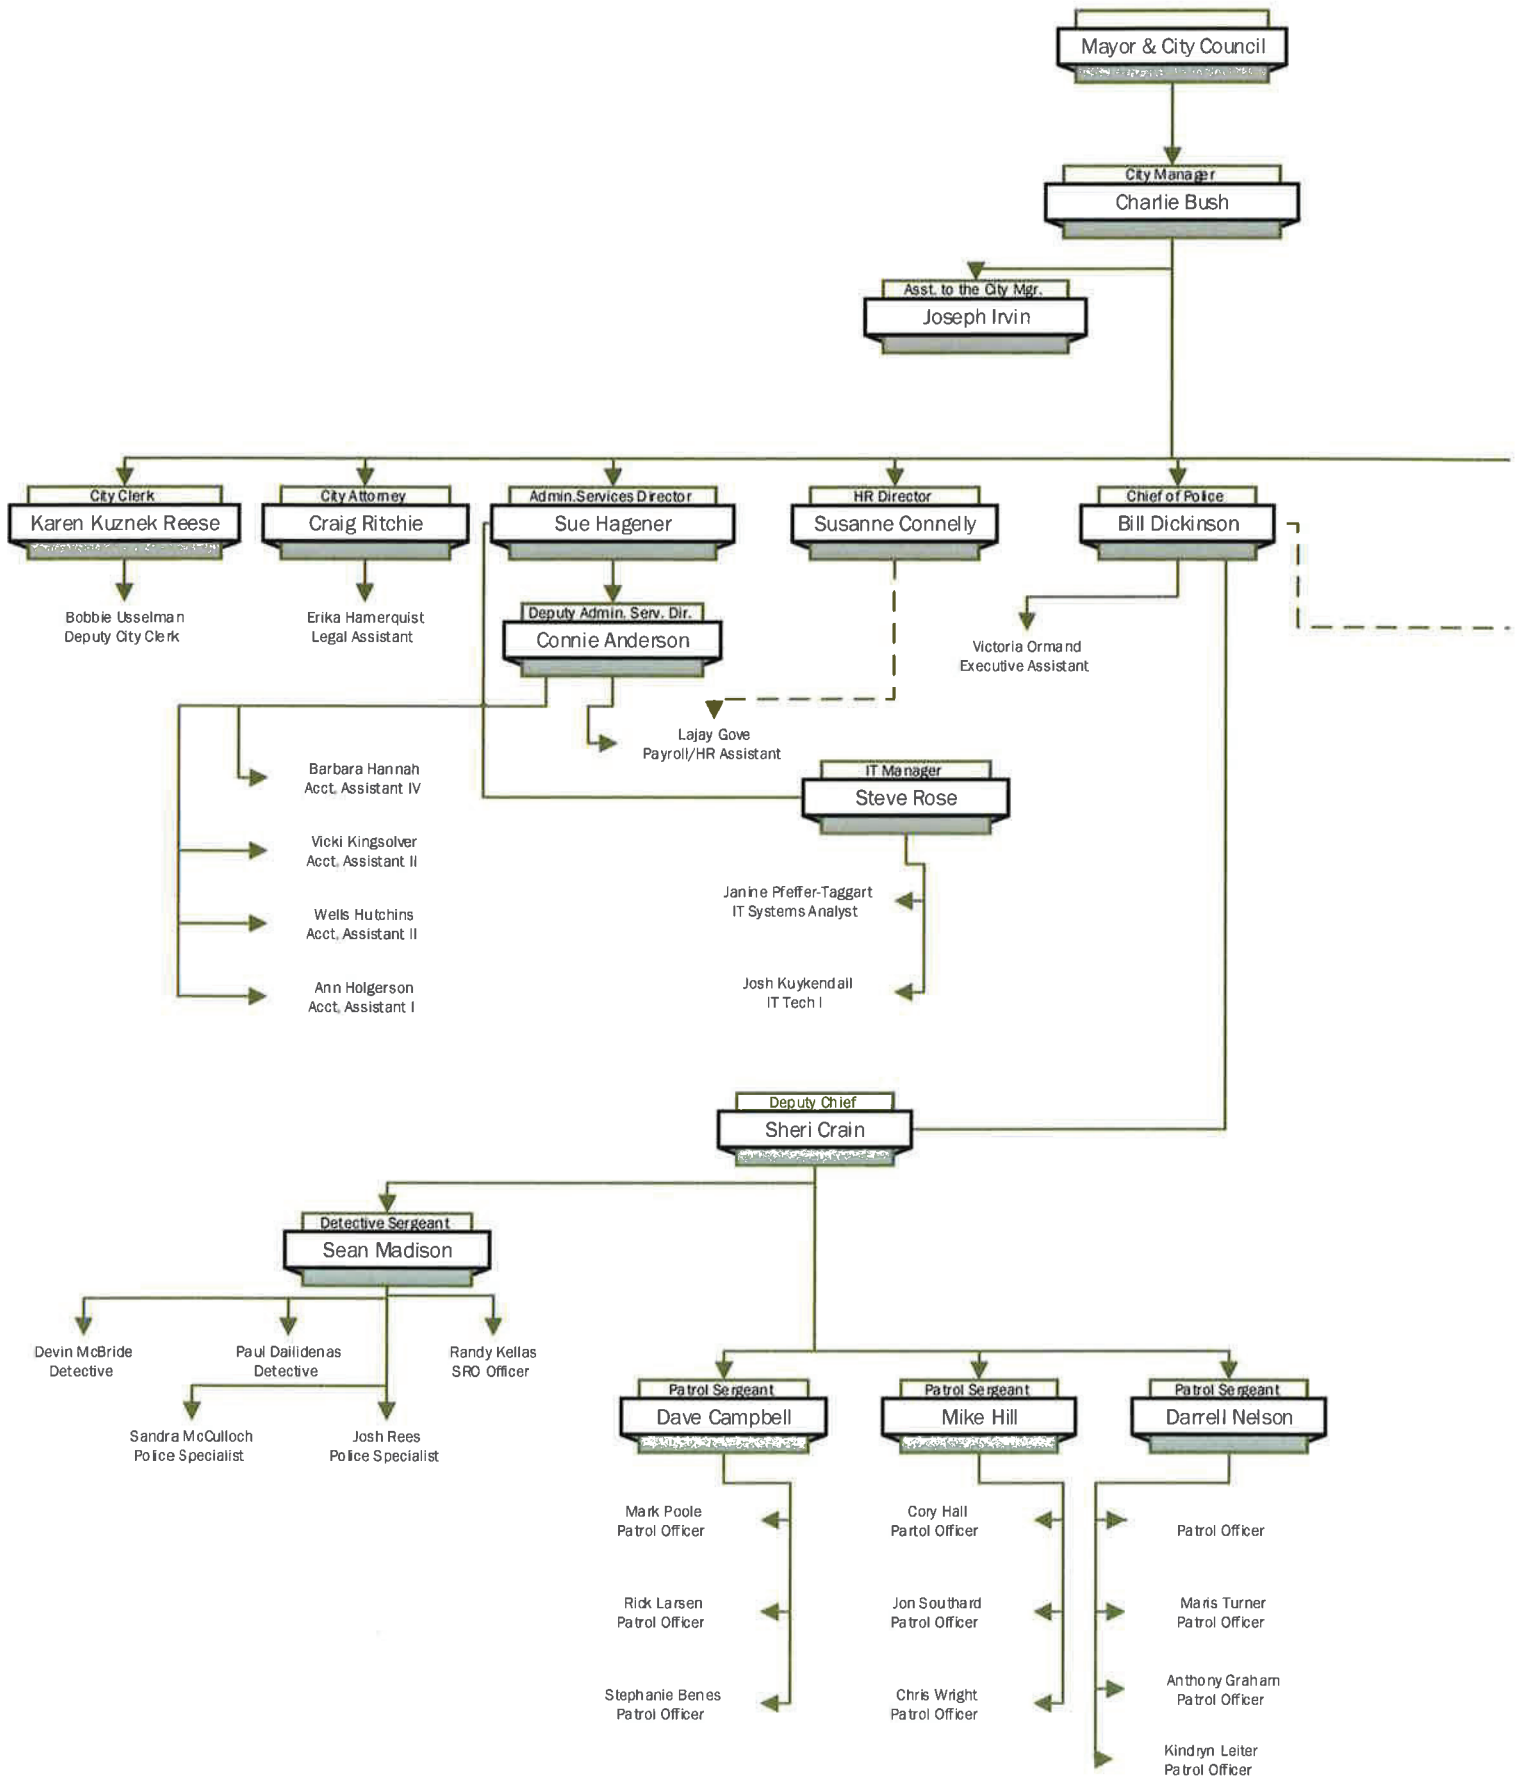 Mayor & City Council
City Manager
Charlie Bush
Asst. to the City Mgr.
Joseph Irvin
City Clerk
Karen Kuznek Reese
City Attorney
Craig Ritchie
Admin.Services Director
Sue Hagener
HR Director
Susanne Connelly
Chief of Police
Bill Dickinson
Bobbie Usselman
Deputy City Clerk
Erika Hamerquist
Legal Assistant
Deputy Admin. Serv. Dir.
Connie Anderson
Victoria Ormand
Executive Assistant
Lajay Gove
Payroll/HR Assistant
Barbara Hannah
Acct. Assistant IV
Vicki Kingsolver
Acct. Assistant II
Wells Hutchins
Acct. Assistant II
Ann Holgerson
Acct. Assistant I
IT Manager
Steve Rose
Janine Pfeffer-Taggart
IT Systems Analyst
Josh Kuykendall
IT Tech I
Deputy Chief
Sheri Crain
Detective Sergeant
Sean Madison
Devin McBride
Detective
Paul Dailidenas
Detective
Randy Kellas
SRO Officer
Sandra McCulloch
Police Specialist
Josh Rees
Police Specialist
Patrol Sergeant
Dave Campbell
Patrol Sergeant
Mike Hill
Patrol Sergeant
Darrell Nelson
Mark Poole
Patrol Officer
Rick Larsen
Patrol Officer
Stephanie Benes
Patrol Officer
Cory Hall
Partol Officer
Jon Southard
Patrol Officer
Chris Wright
Patrol Officer
Patrol Officer
Maris Turner
Patrol Officer
Anthony Graham
Patrol Officer
Kindryn Leiter
Patrol Officer